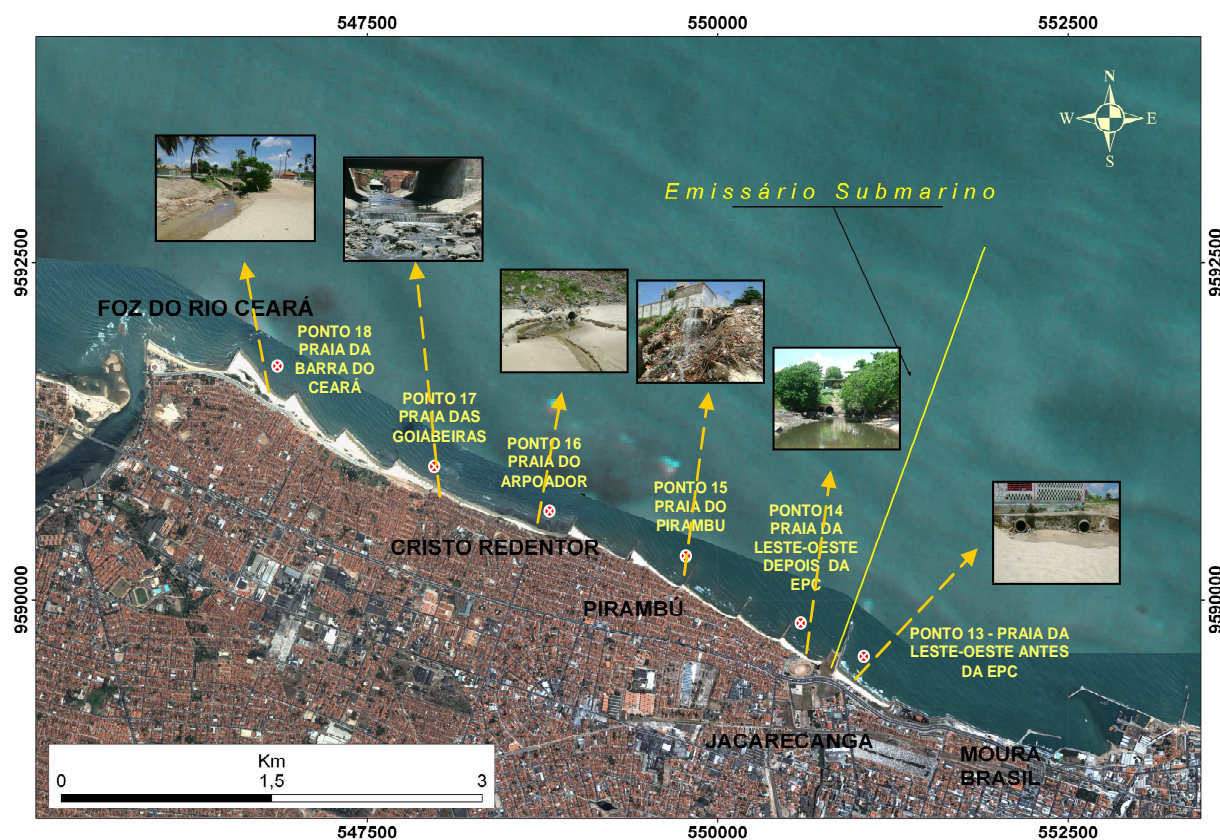 547500
550000
552500
N
W
E
S
Emissário Submarino
9592500
9592500
FOZ DO RIO CEARÁ
PONTO 18
PRAIA DA
BARRA DO
CEARÁ
PONTO 17
PRAIA DAS
GOIABEIRAS
PONTO 16
PRAIA DO
ARPOADOR
PONTO 15
PRAIA DO
PIRAMBU
PONTO 14
PRAIA DA
LESTE-OESTE
DEPOIS DA
EPC
CRISTO REDENTOR
PIRAMBÚ
9590000
9590000
PONTO 13 - PRAIA DA
LESTE-OESTE ANTES
DA EPC
JACARECANGA
MOURA
BRASIL
Km
0
1,5
3
547500
550000
552500